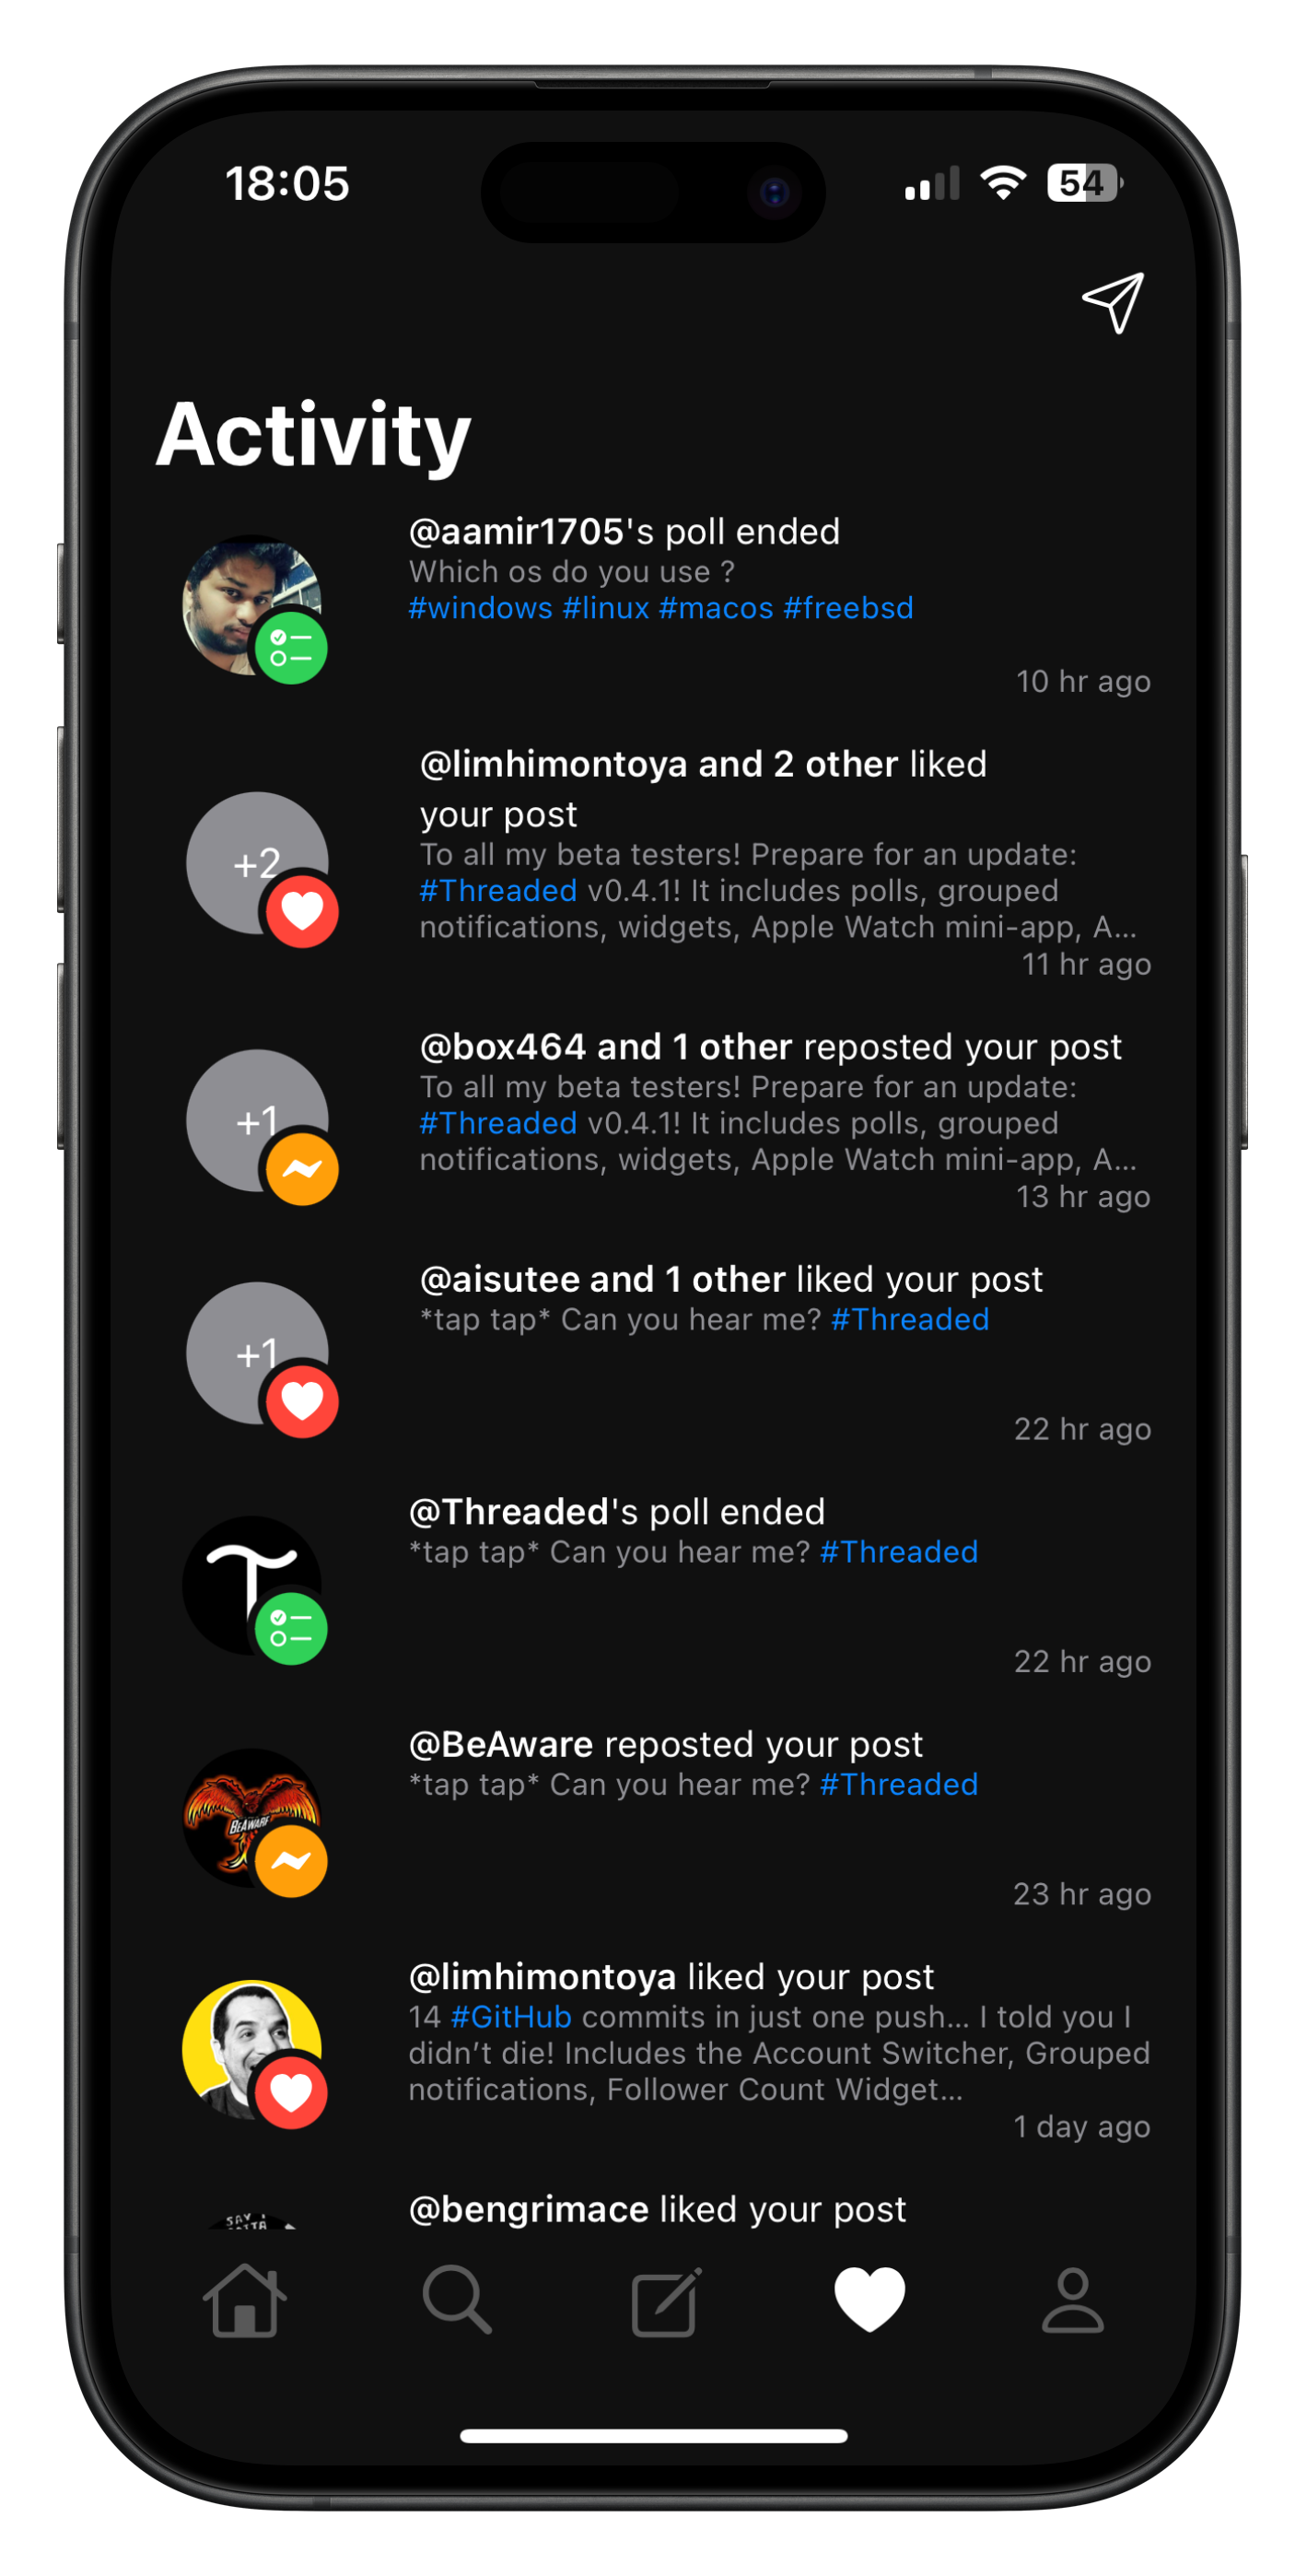 18:05
54
Activity
@aamir1705's poll ended
Which os do you use ?
#windows #linux #macos #freebsd
10 hr ago
@limhimontoya and 2 other liked
your post
+2
To all my beta testers! Prepare for an update:
#Threaded v0.4.1! It includes polls, grouped
notifications, widgets, Apple Watch mini-app, A...
11 hr ago
@box464 and 1 other reposted your post
+1
To all my beta testers! Prepare for an update:
#Threaded v0.4.1! It includes polls, grouped
notifications, widgets, Apple Watch mini-app, A...
13 hr ago
@aisutee and 1 other liked your post
+1
*tap tap* Can you hear me? #Threaded
22 hr ago
@Threaded's poll ended
*tap tap* Can you hear me? #Threaded
22 hr ago
@BeAware reposted your post
*tap tap* Can you hear me? #Threaded
BEAWARE
23 hr ago
@limhimontoya liked your post
14 #GitHub commits in just one push... I told you I
didn’t die! Includes the Account Switcher, Grouped
notifications, Follower Count Widget...
1 day ago
@bengrimace liked your post
SAY